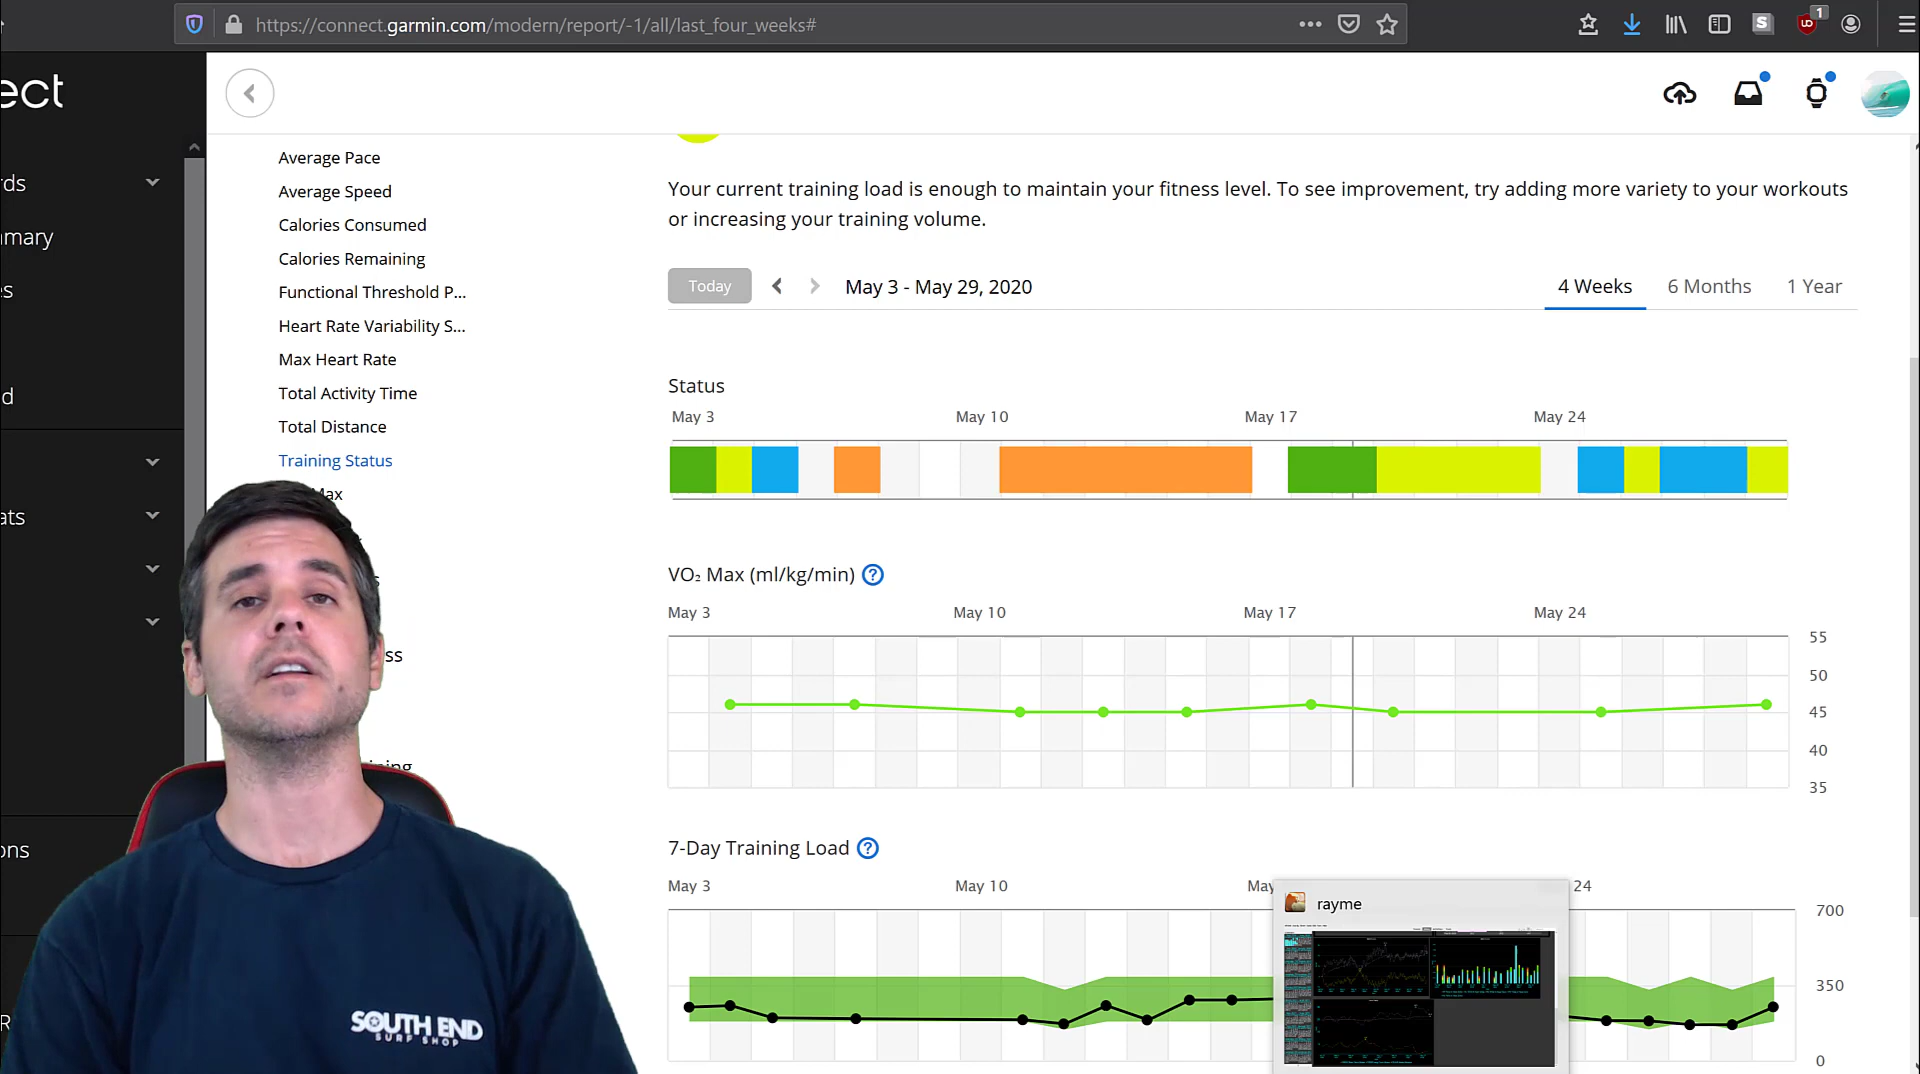 https://connect.garmin.com/modern/report/-1/all/last_four_weeks#
S
1
ect
rds
mmary
es
d
ats
ons
R
Average Pace
Average Speed
Calories Consumed
Calories Remaining
Functional Threshold P...
Heart Rate Variability S...
Max Heart Rate
Total Activity Time
Total Distance
Training Status
Max
s
ss
ining
Your current training load is enough to maintain your fitness level. To see improvement, try adding more variety to your workouts
or increasing your training volume.
Today
May 3 - May 29, 2020
4 Weeks
6 Months
1 Year
Status
May 3
May 10
May 17
May 24
VO₂ Max (ml/kg/min) ?
May 3
May 10
May 17
May 24
55
50
45
40
35
7-Day Training Load ?
May 3
May 10
May
24
700
350
0
rayme
SOUTH END
SURF SHOP